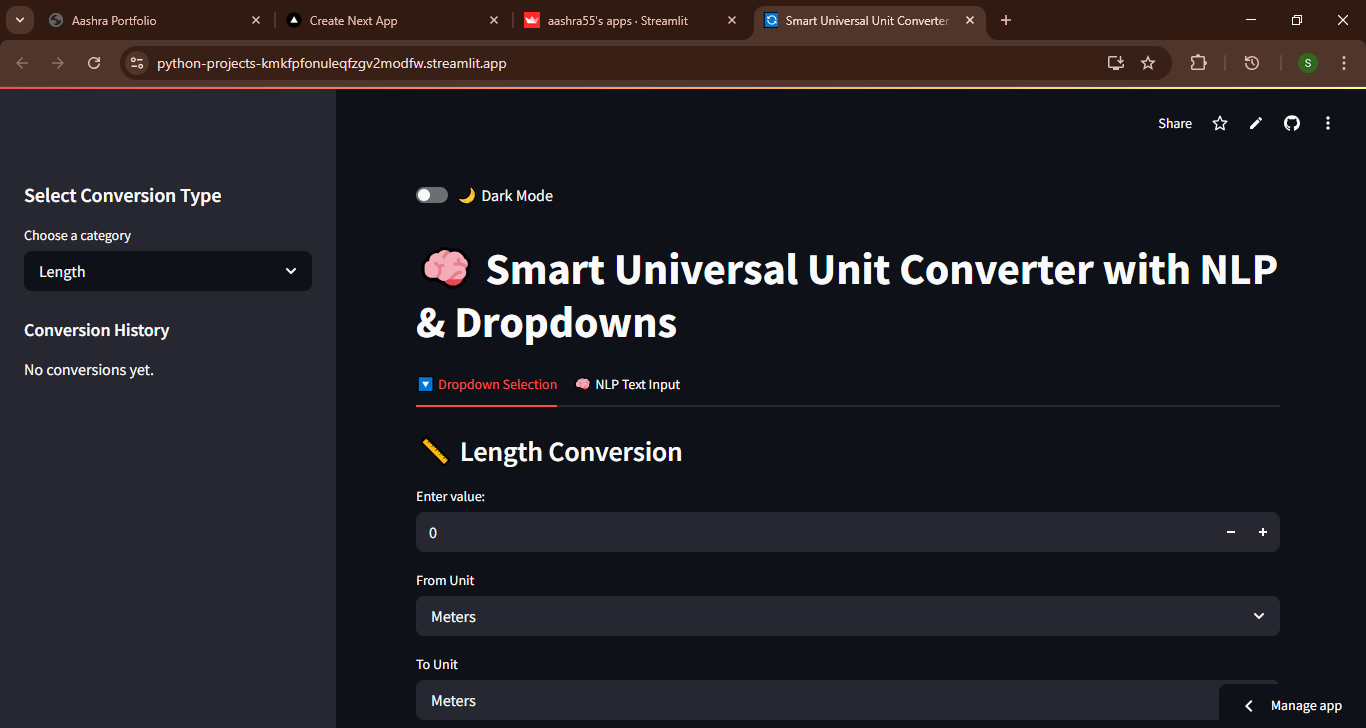 Aashra Portfolio
Create Next App
aashra55's apps · Streamlit
Smart Universal Unit Converter
python-projects-kmkfpfonuleqfzgv2modfw.streamlit.app
S
Share
Select Conversion Type
Choose a category
Length
Conversion History
No conversions yet.
🌙 Dark Mode
🧠 Smart Universal Unit Converter with NLP
& Dropdowns
🔽 Dropdown Selection
🧠 NLP Text Input
📏 Length Conversion
Enter value:
0
From Unit
Meters
To Unit
Meters
Manage app